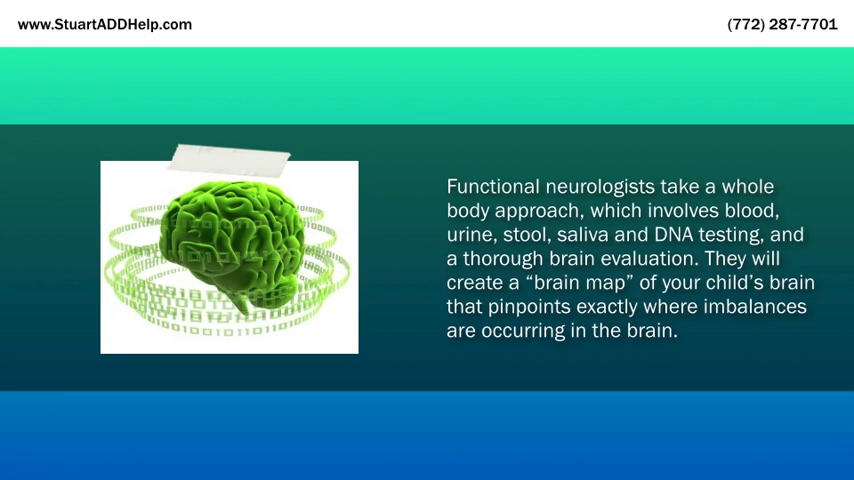 www.StuartADDHelp.com
(772) 287-7701
Functional neurologists take a whole
body approach, which involves blood,
urine, stool, saliva and DNA testing, and
a thorough brain evaluation. They will
create a “brain map” of your child’s brain
that pinpoints exactly where imbalances
are occurring in the brain.